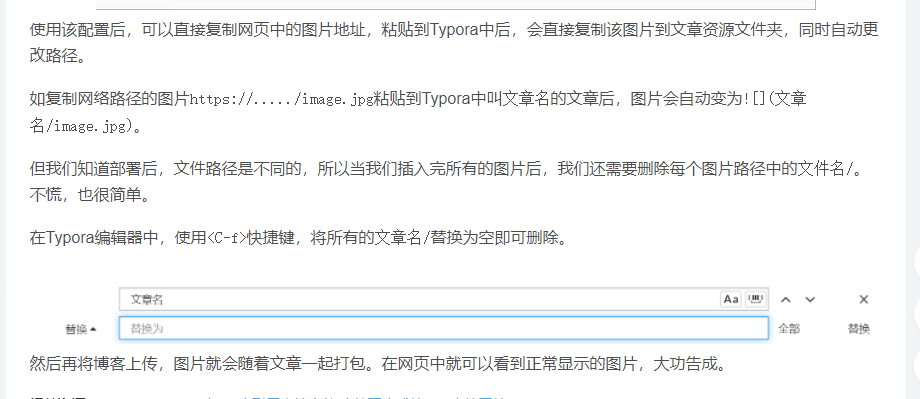 使用该配置后，可以直接复制网页中的图片地址，粘贴到Typora中后，会直接复制该图片到文章资源文件夹，同时自动更
改路径。
如复制网络路径的图片https://...../image.jpg粘贴到Typora中叫文章名的文章后，图片会自动变为![](文章
名/image.jpg)。
但我们知道部署后，文件路径是不同的，所以当我们插入完所有的图片后，我们还需要删除每个图片路径中的文件名/。
不慌，也很简单。
在Typora编辑器中，使用<C-f>快捷键，将所有的文章名/替换为空即可删除。
文章名 Aa
替换 替换为 全部 替换
然后再将博客上传，图片就会随着文章一起打包。在网页中就可以看到正常显示的图片，大功告成。